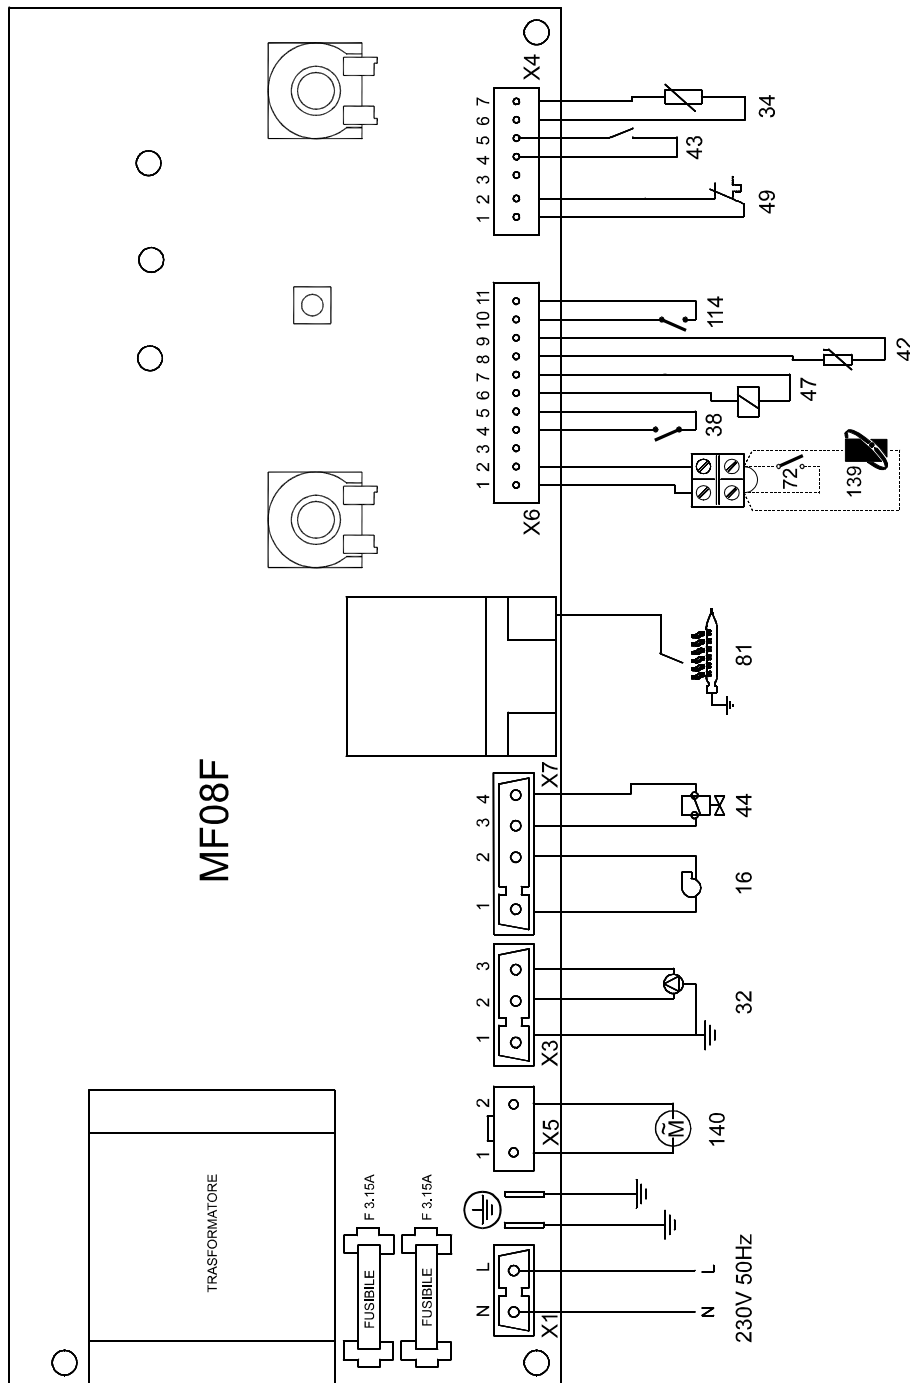 MF08F
TRASFORMATORE
FUSIBILE
F 3.15A
FUSIBILE
F 3.15A
X1
N
L
N
L
230V 50Hz
X5
1
2
140
X3
1
2
3
32
X7
1
2
3
4
16
44
81
X6
1
2
3
4
5
6
7
8
9
10
11
72
139
38
47
42
114
X4
1
2
3
4
5
6
7
49
43
34
M
~